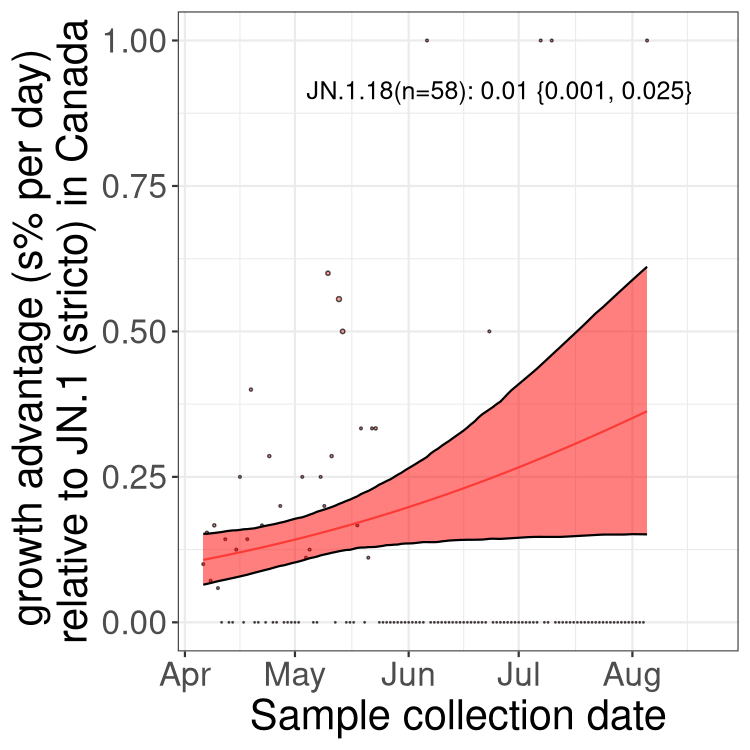 growth advantage (s% per day)
relative to JN.1 (stricto) in Canada
1.00
0.75
0.50
0.25
0.00
JN.1.18(n=58): 0.01 {0.001, 0.025}
Apr May Jun Jul Aug
Sample collection date